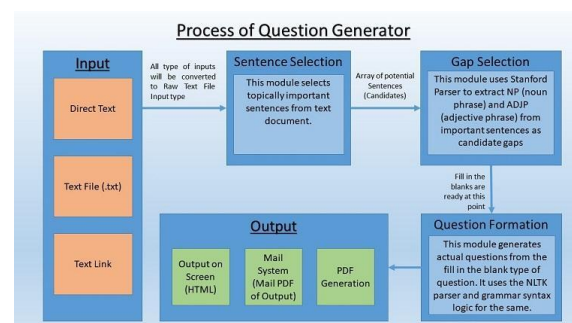 Process of Question Generator
Input
Direct Text
Text File (.txt)
Text Link
All type of inputs
will be converted
to Raw Text File
Input type
Sentence Selection
This module selects
topically important
sentences from text
document.
Array of potential
Sentences
(Candidates)
Gap Selection
This module uses Stanford
Parser to extract NP (noun
phrase) and ADJP
(adjective phrase) from
important sentences as
candidate gaps
Fill in the
blanks are
ready at this
point
Question Formation
This module generates
actual questions from the
fill in the blank type of
question. It uses the NLTK
parser and grammar syntax
logic for the same.
Output
Output on
Screen
(HTML)
Mail
System
(Mail PDF
of Output)
PDF
Generation